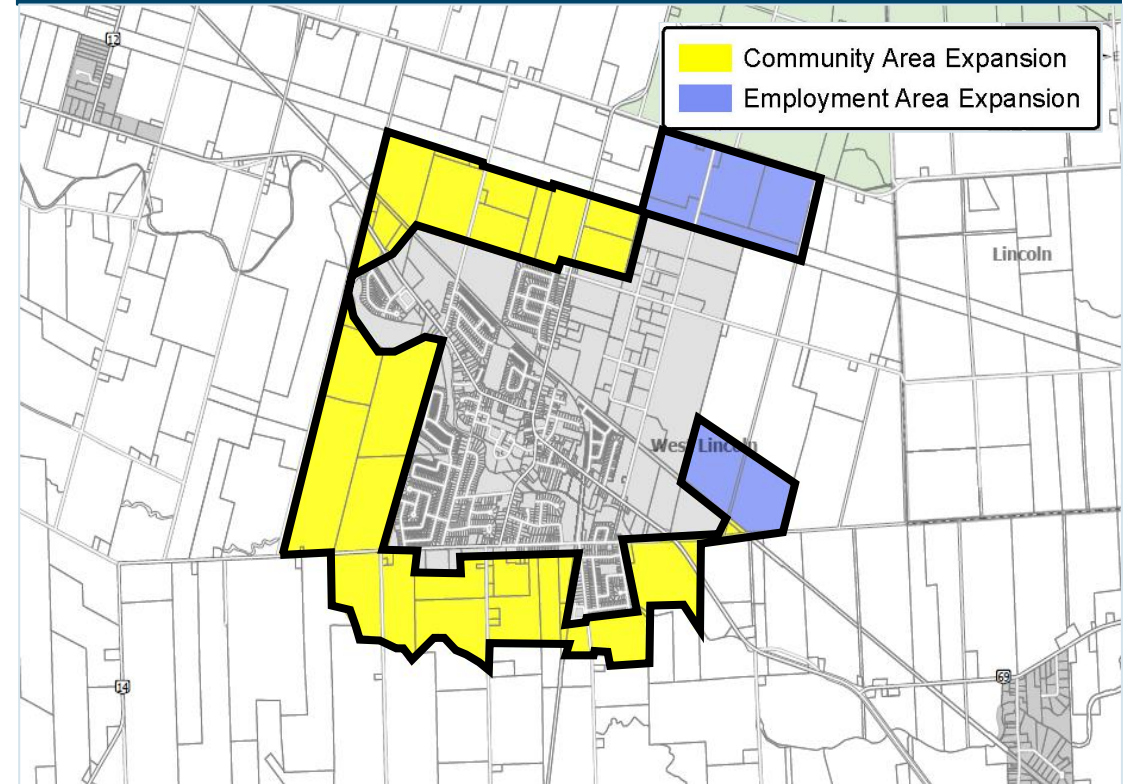 Community Area Expansion
Employment Area Expansion
12
Lincoln
West Lincoln
69
14